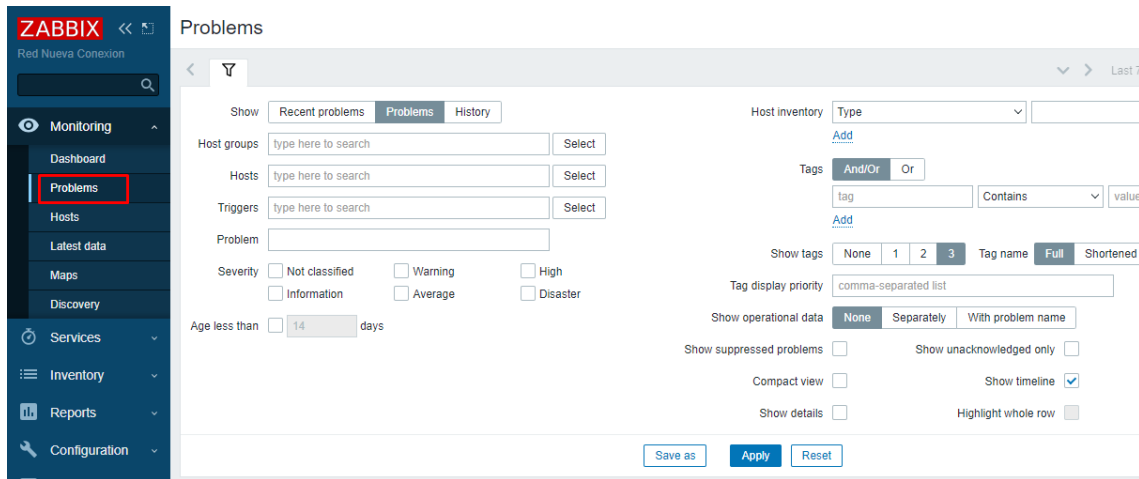 ZABBIX
Red Nueva Conexion
Monitoring
Dashboard
Problems
Hosts
Latest data
Maps
Discovery
Services
Inventory
Reports
Configuration
Problems
Last 7
Show Recent problems Problems History
Host groups type here to search Select
Hosts type here to search Select
Triggers type here to search Select
Problem
Severity Not classified Warning High
Information Average Disaster
Age less than 14 days
Host inventory Type
Add
Tags And/Or Or
tag Contains value
Add
Show tags None 1 2 3 Tag name Full Shortened
Tag display priority comma-separated list
Show operational data None Separately With problem name
Show suppressed problems Show unacknowledged only
Compact view Show timeline
Show details Highlight whole row
Save as Apply Reset